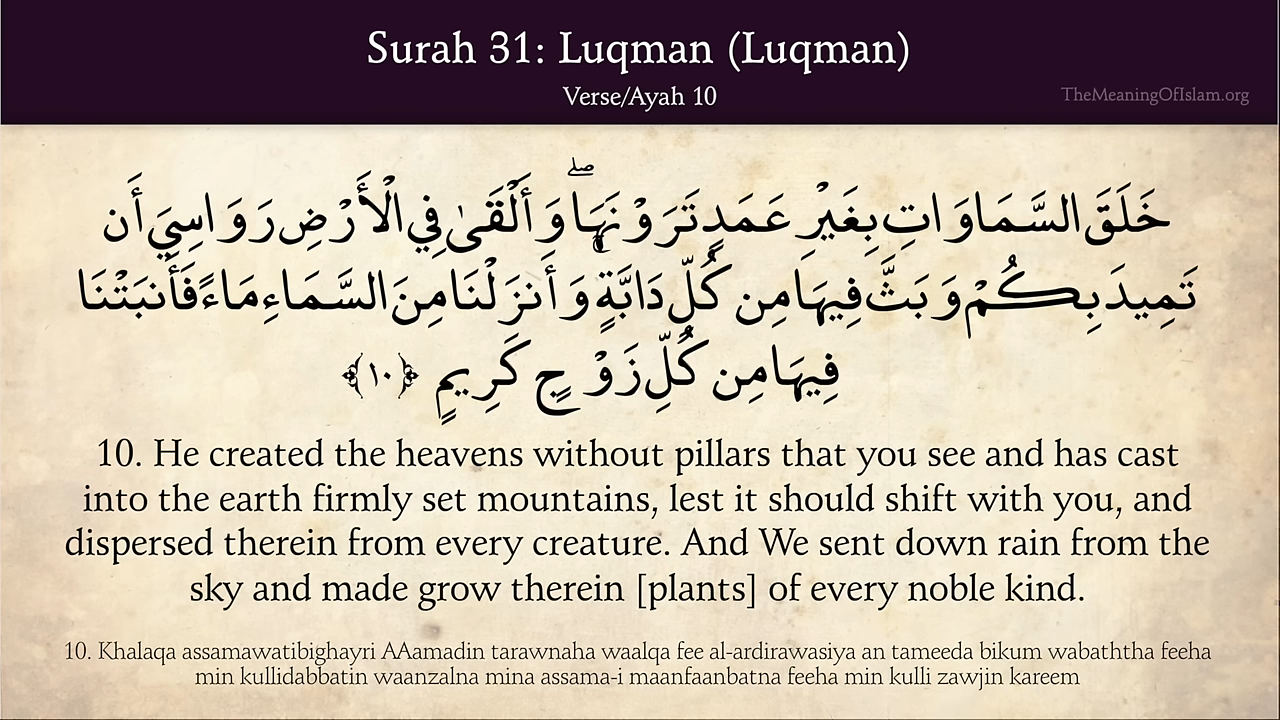 Surah 31: Luqman (Luqman)
Verse/Ayah 10
TheMeaningOfIslam.org
خَلَقَ السَّمَاوَاتِ بِغَيْرِ عَمَدٍ تَرَوْنَهَا ۖ وَأَلْقَىٰ فِي الْأَرْضِ رَوَاسِيَ أَن
تَمِيدَ بِكُمْ وَبَثَّ فِيهَا مِن كُلِّ دَابَّةٍ ۚ وَأَنزَلْنَا مِنَ السَّمَاءِ مَاءً فَأَنبَتْنَا
فِيهَا مِن كُلِّ زَوْجٍ كَرِيمٍ ﴿١٠﴾
10. He created the heavens without pillars that you see and has cast
into the earth firmly set mountains, lest it should shift with you, and
dispersed therein from every creature. And We sent down rain from the
sky and made grow therein [plants] of every noble kind.
10. Khalaqa assamawatibighayri AAamadin tarawnaha waalqa fee al-ardirawasiya an tameeda bikum wabaththa feeha
min kullidabbatin waanzalna mina assama-i maanfaanbatna feeha min kulli zawjin kareem